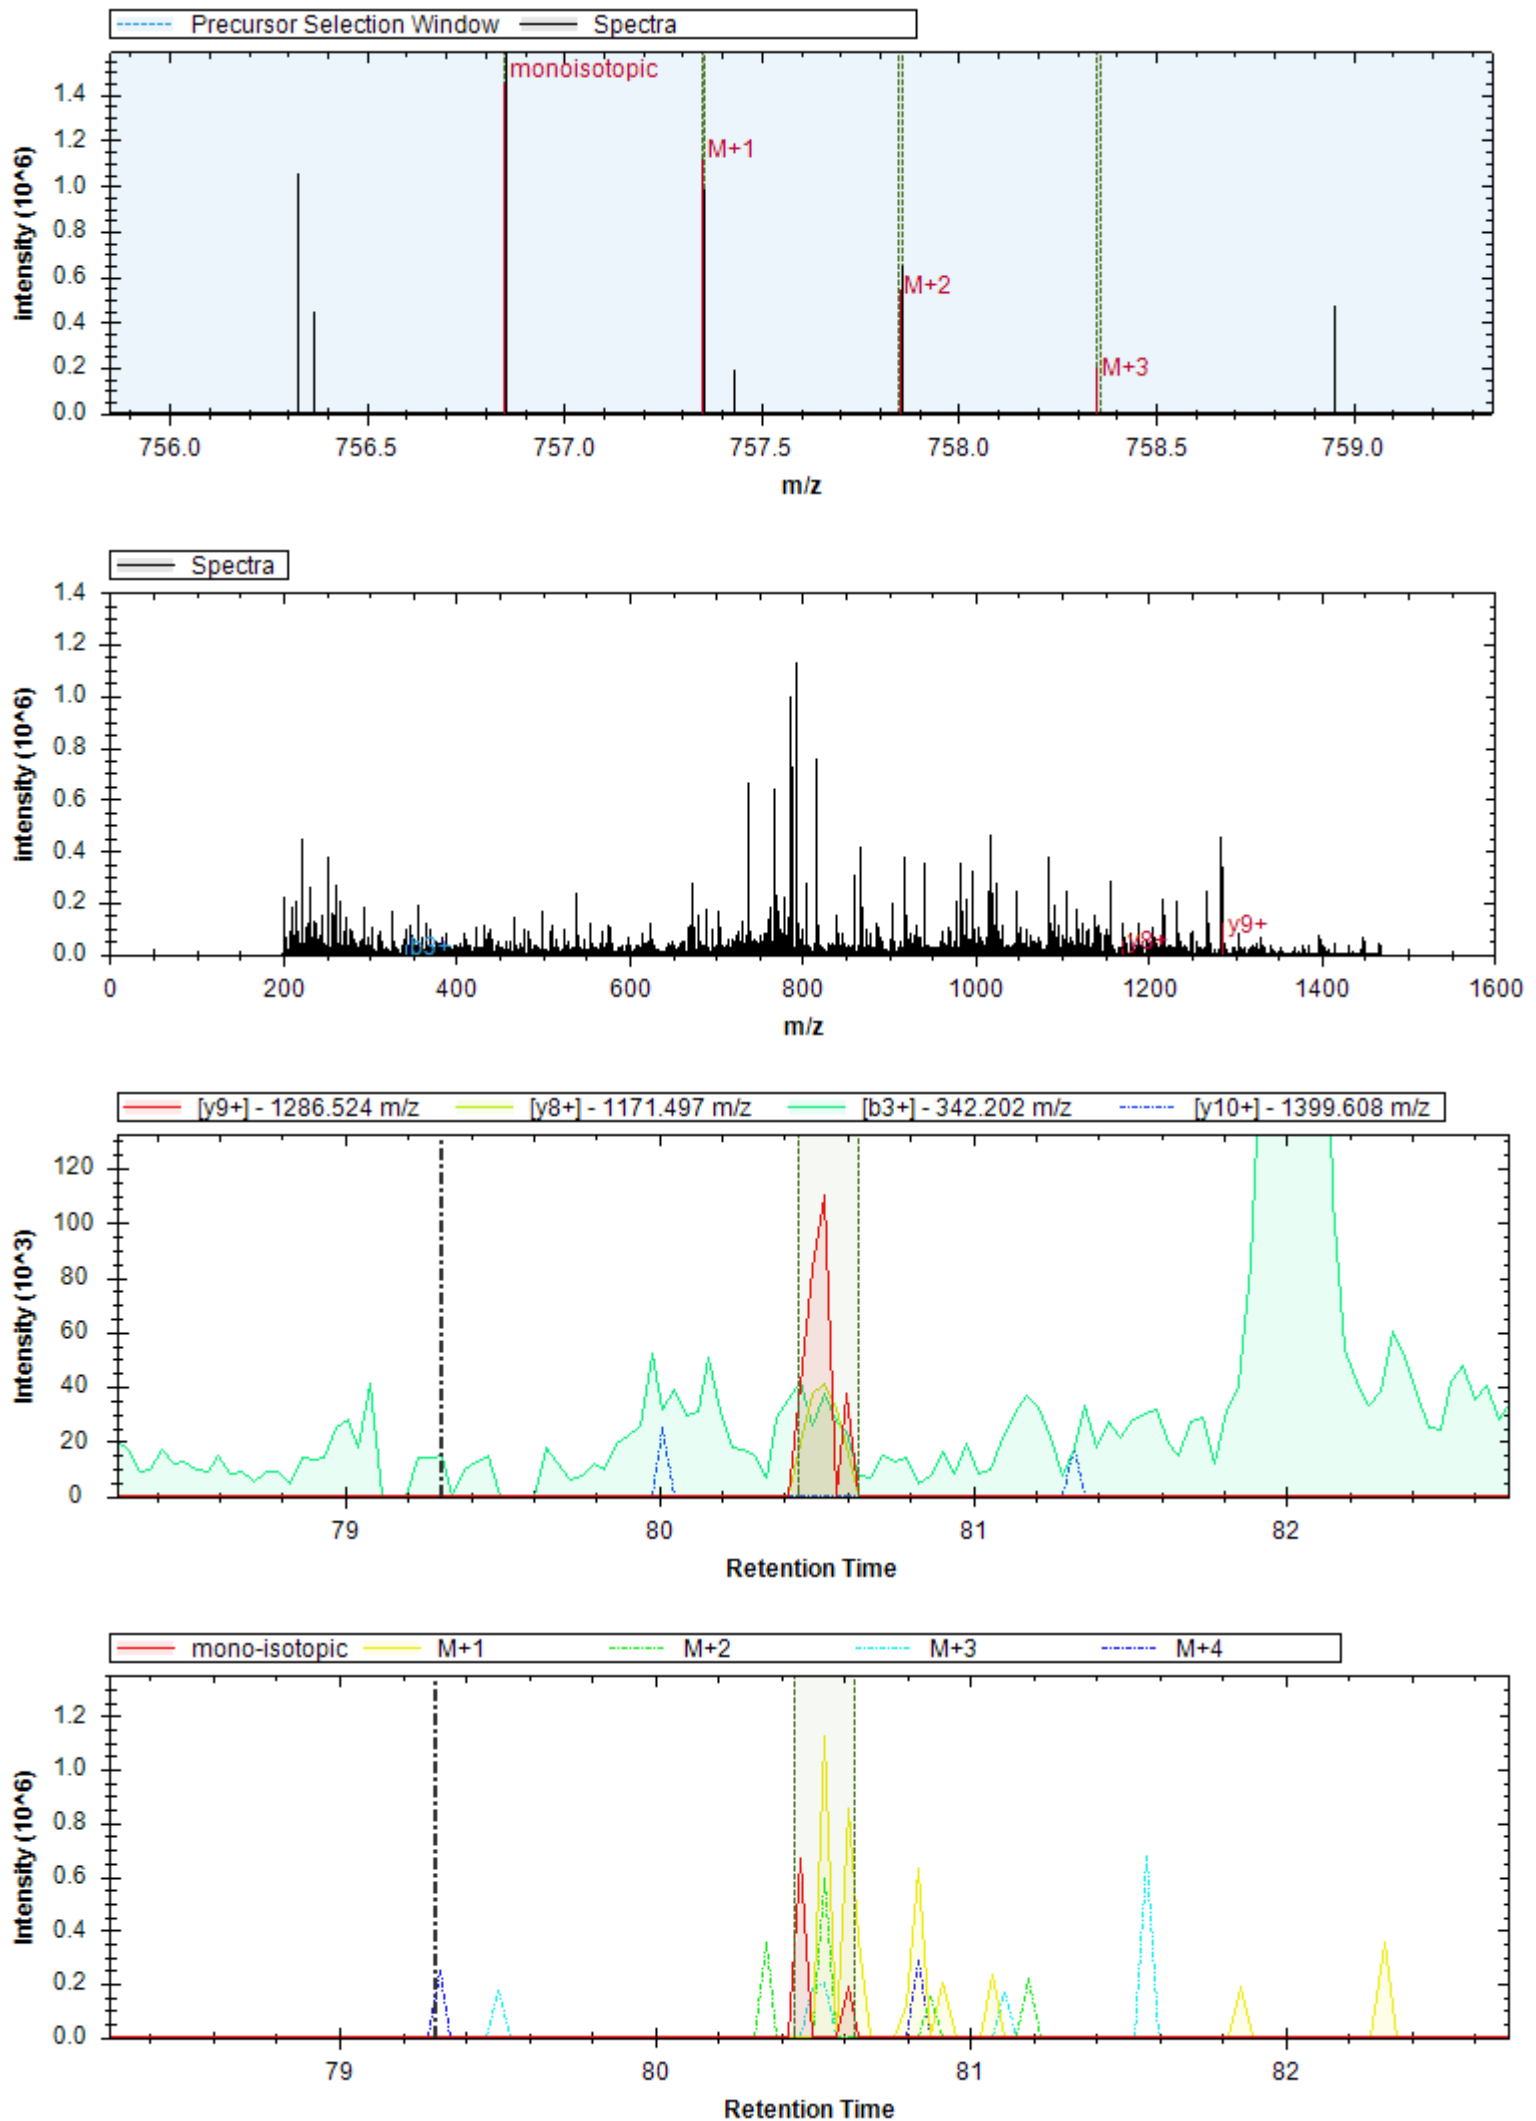 Precursor Selection Window Spectra
intensity (10^6)
1.4
1.2
1.0
0.8
0.6
0.4
0.2
0.0
monoisotopic
M+1
M+2
M+3
756.0 756.5 757.0 757.5 758.0 758.5 759.0
m/z
Spectra
intensity (10^6)
1.4
1.2
1.0
0.8
0.6
0.4
0.2
0.0
b3+
y8+
y9+
0 200 400 600 800 1000 1200 1400 1600
m/z
[y9+] - 1286.524 m/z [y8+] - 1171.497 m/z [b3+] - 342.202 m/z [y10+] - 1399.608 m/z
Intensity (10^3)
120
100
80
60
40
20
0
79 80 81 82
Retention Time
mono-isotopic M+1 M+2 M+3 M+4
Intensity (10^6)
1.2
1.0
0.8
0.6
0.4
0.2
0.0
79 80 81 82
Retention Time